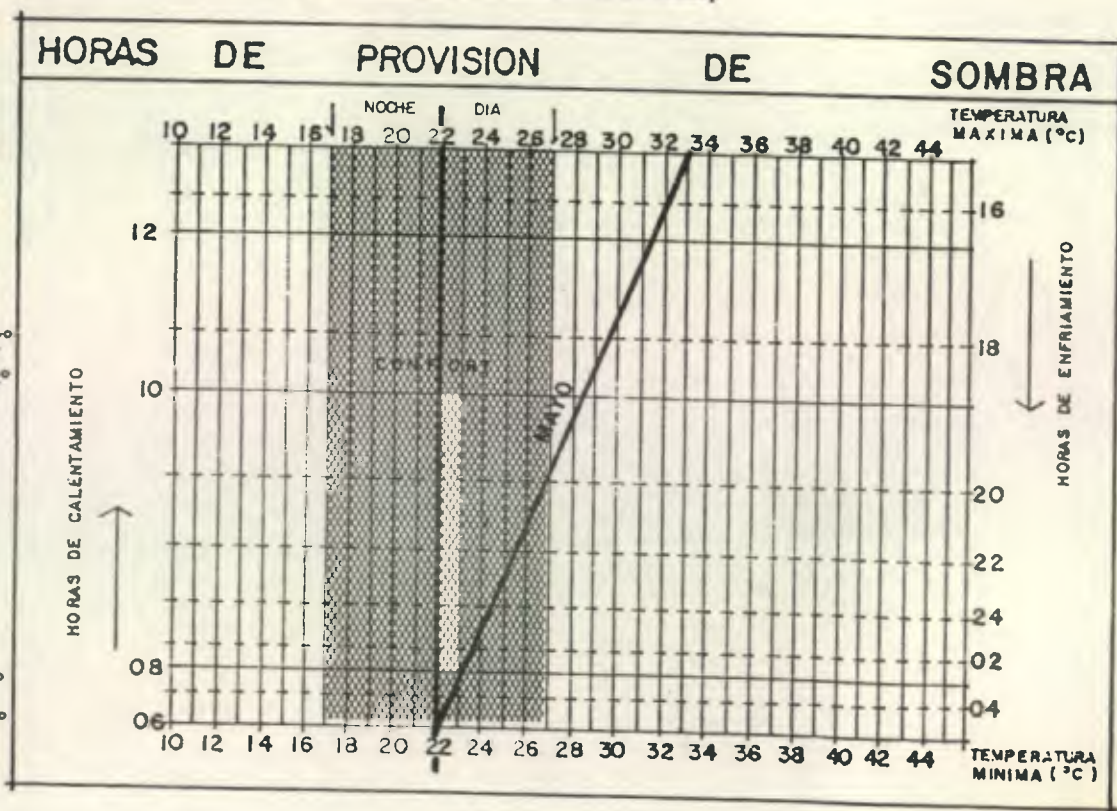 HORAS DE PROVISION DE SOMBRA
NOCHE DIA
TEMPERATURA
MAXIMA (°C)
10 12 14 16 18 20 22 24 26 28 30 32 34 36 38 40 42 44
16
12
HORAS DE ENFRIAMIENTO
18
CONFORT
10
HORAS DE CALENTAMIENTO
MAYO
20
22
24
08
02
06
04
10 12 14 16 18 20 22 24 26 28 30 32 34 36 38 40 42 44
TEMPERATURA
MINIMA (°C)